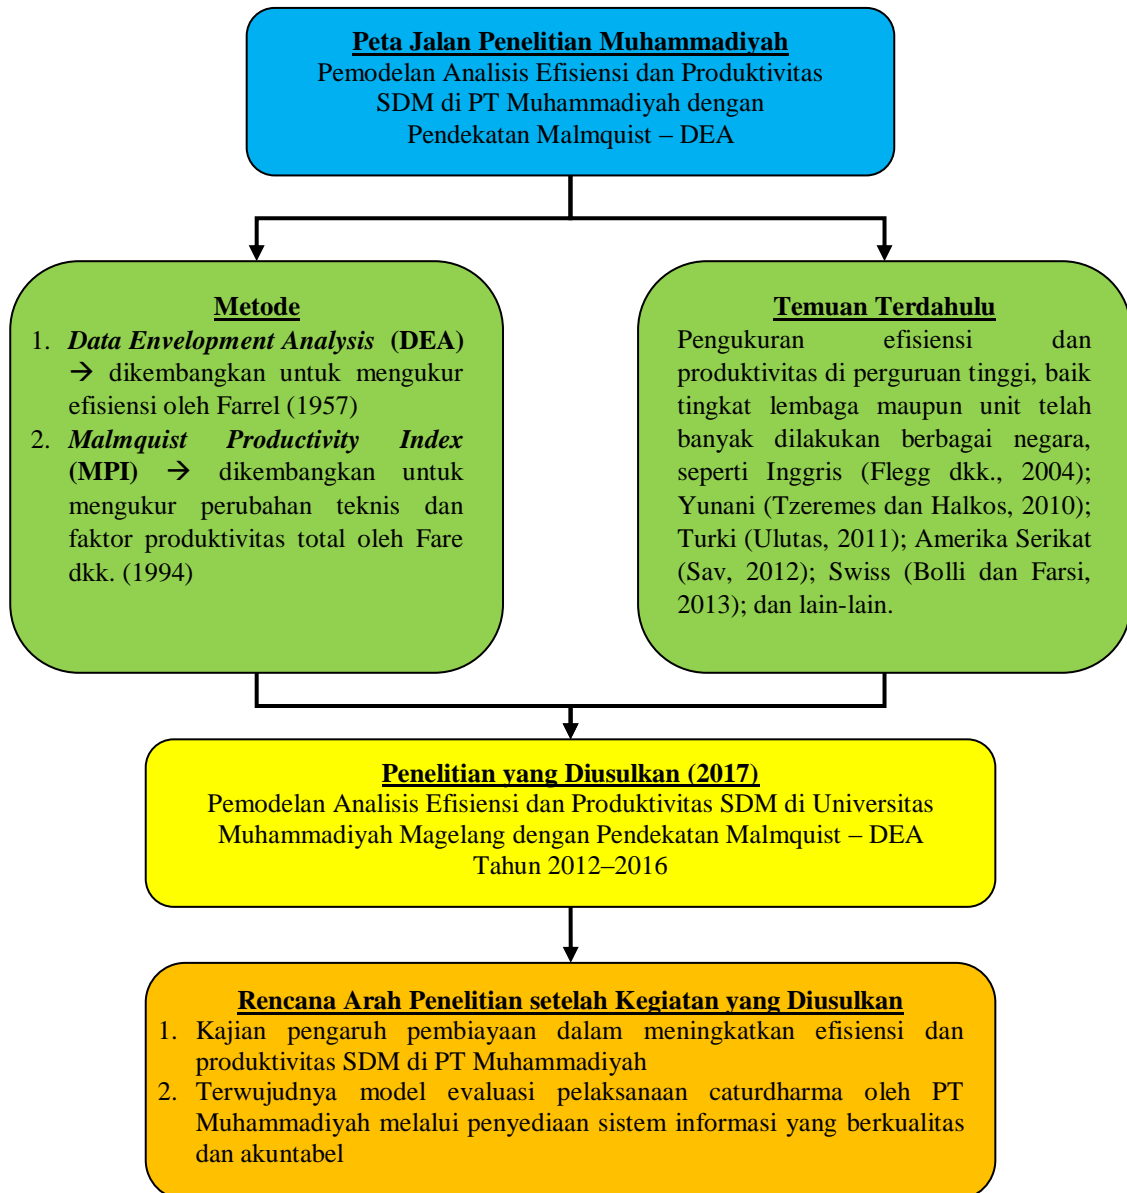 Peta Jalan Penelitian Muhammadiyah
Pemodelan Analisis Efisiensi dan Produktivitas
SDM di PT Muhammadiyah dengan
Pendekatan Malmquist – DEA
Metode
1. Data Envelopment Analysis (DEA)
→ dikembangkan untuk mengukur
efisiensi oleh Farrel (1957)
2. Malmquist Productivity Index
(MPI) → dikembangkan untuk
mengukur perubahan teknis dan
faktor produktivitas total oleh Fare
dkk. (1994)
Temuan Terdahulu
Pengukuran efisiensi dan
produktivitas di perguruan tinggi, baik
tingkat lembaga maupun unit telah
banyak dilakukan berbagai negara,
seperti Inggris (Flegg dkk., 2004);
Yunani (Tzeremes dan Halkos, 2010);
Turki (Ulutas, 2011); Amerika Serikat
(Sav, 2012); Swiss (Bolli dan Farsi,
2013); dan lain-lain.
Penelitian yang Diusulkan (2017)
Pemodelan Analisis Efisiensi dan Produktivitas SDM di Universitas
Muhammadiyah Magelang dengan Pendekatan Malmquist – DEA
Tahun 2012–2016
Rencana Arah Penelitian setelah Kegiatan yang Diusulkan
1. Kajian pengaruh pembiayaan dalam meningkatkan efisiensi dan
produktivitas SDM di PT Muhammadiyah
2. Terwujudnya model evaluasi pelaksanaan caturdharma oleh PT
Muhammadiyah melalui penyediaan sistem informasi yang berkualitas
dan akuntabel